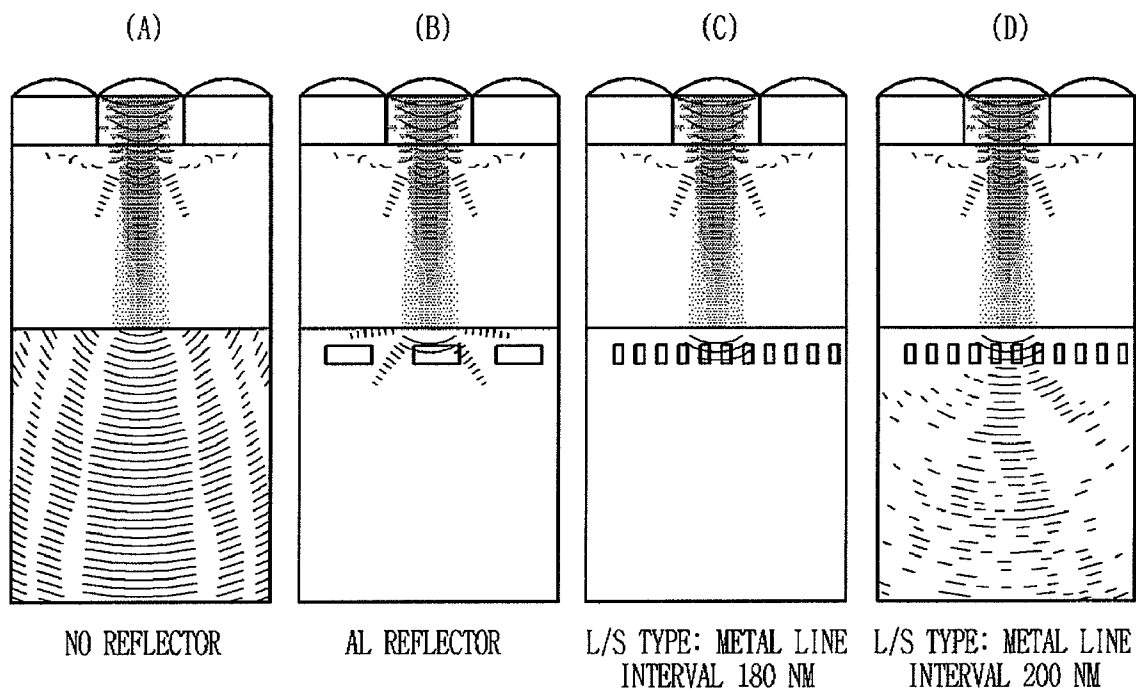 (A)
(B)
(C)
(D)
NO REFLECTOR
AL REFLECTOR
L/S TYPE: METAL LINE
INTERVAL 180 NM
L/S TYPE: METAL LINE
INTERVAL 200 NM